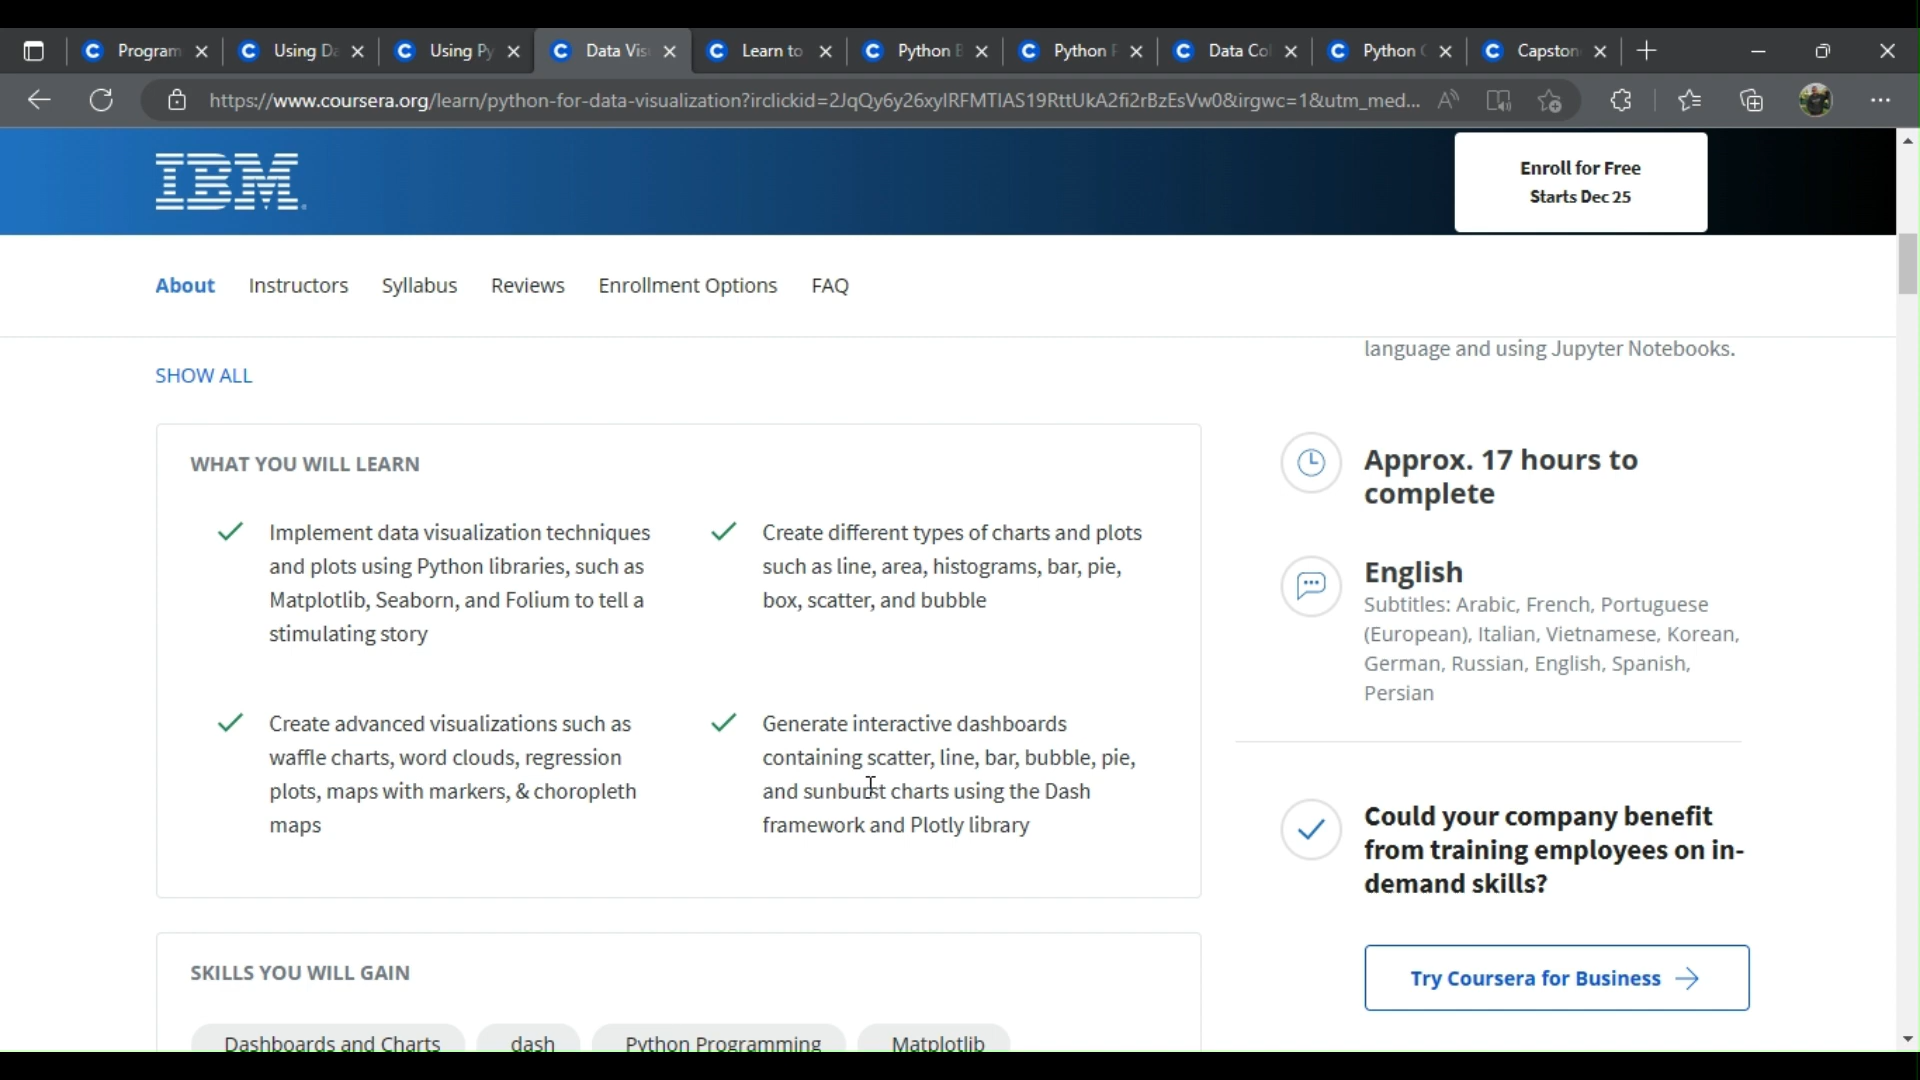 Program
Using Da
Using Py
Data Vis
Learn to
Python
Python
Data Col
Python
Capston
https://www.coursera.org/learn/python-for-data-visualization?irclickid=2JqQy6y26xyIRFMTIAS19RttUkA2fi2rBzEsVw0&irgwc=1&utm_med...
IBM
Enroll for Free
Starts Dec 25
About
Instructors
Syllabus
Reviews
Enrollment Options
FAQ
language and using Jupyter Notebooks.
SHOW ALL
WHAT YOU WILL LEARN
Implement data visualization techniques
and plots using Python libraries, such as
Matplotlib, Seaborn, and Folium to tell a
stimulating story
Create different types of charts and plots
such as line, area, histograms, bar, pie,
box, scatter, and bubble
Create advanced visualizations such as
waffle charts, word clouds, regression
plots, maps with markers, & choropleth
maps
Generate interactive dashboards
containing scatter, line, bar, bubble, pie,
and sunburst charts using the Dash
framework and Plotly library
SKILLS YOU WILL GAIN
Dashboards and Charts
dash
Python Programming
Matplotlib
Approx. 17 hours to
complete
English
Subtitles: Arabic, French, Portuguese
(European), Italian, Vietnamese, Korean,
German, Russian, English, Spanish,
Persian
Could your company benefit
from training employees on in-
demand skills?
Try Coursera for Business